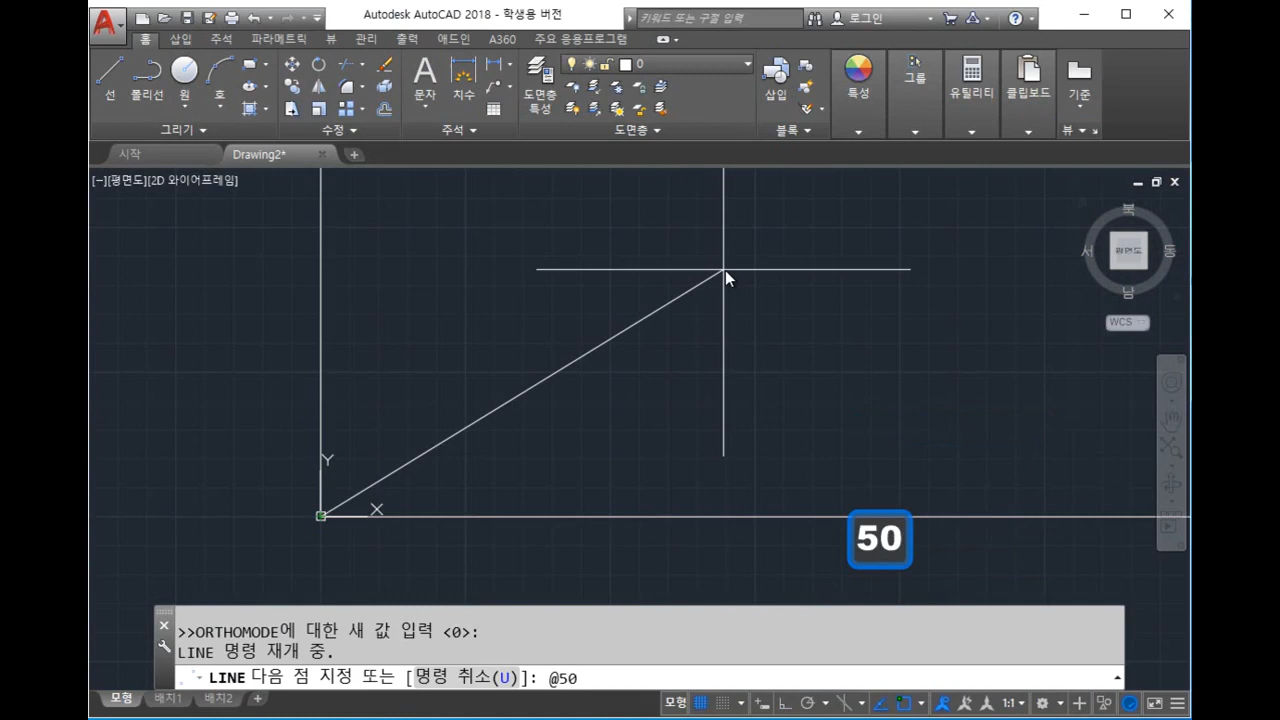 A Autodesk AutoCAD 2018 - 학생용 버전 키워드 또는 구절 입력 로그인
홈 삽입 주석 파라메트릭 뷰 관리 출력 애드인 A360 주요 응용프로그램
선 폴리선 원 호 문자 치수 도면층 특성 0 삽입 특성 그룹 유틸리티 클립보드 기준
그리기 수정 주석 도면층 블록 뷰
시작 Drawing2*
[−][평면도][2D 와이어프레임]
북
서 평면도 동
남
WCS
Y
X
50
>>ORTHOMODE에 대한 새 값 입력 <0>:
LINE 명령 재개 중.
LINE 다음 점 지정 또는 [명령 취소(U)]: @50
모형 배치1 배치2 모형 1:1